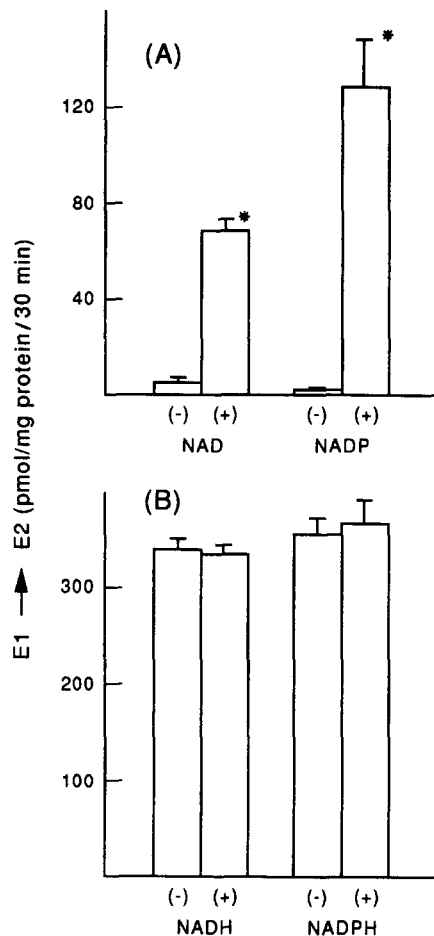 (A)
120
80
40
(-) (+) (-) (+)
NAD NADP
E1 → E2 (pmol/mg protein/30 min)
(B)
300
200
100
(-) (+) (-) (+)
NADH NADPH